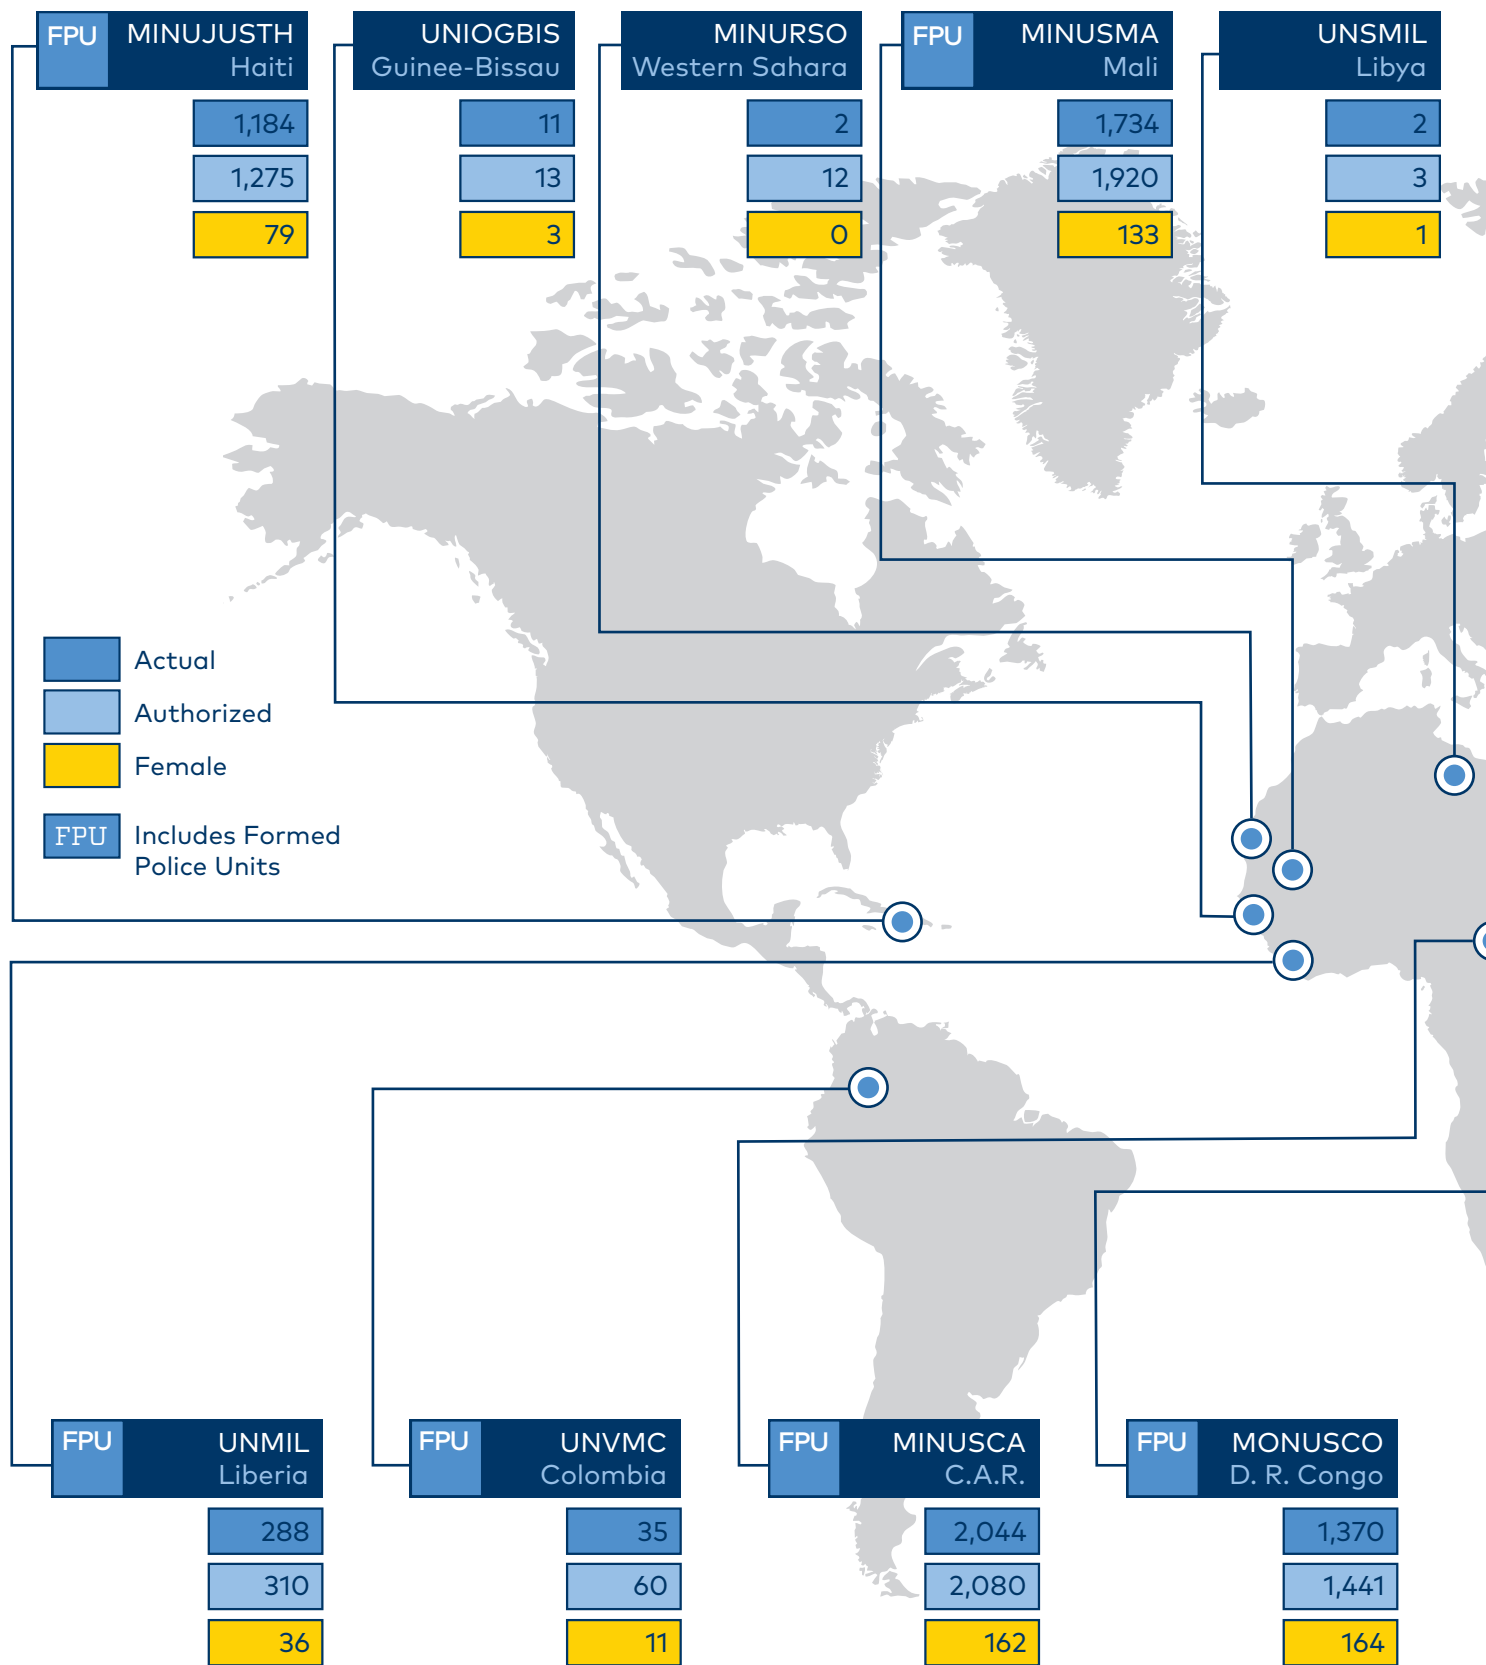 FPU
MINUJUSTH
Haiti
1,184
1,275
79
UNIOGBIS
Guinee-Bissau
11
13
3
MINURSO
Western Sahara
2
12
0
FPU
MINUSMA
Mali
1,734
1,920
133
UNSMIL
Libya
2
3
1
Actual
Authorized
Female
FPU
Includes Formed
Police Units
FPU
UNMIL
Liberia
288
310
36
FPU
UNVMC
Colombia
35
60
11
FPU
MINUSCA
C.A.R.
2,044
2,080
162
FPU
MONUSCO
D. R. Congo
1,370
1,441
164